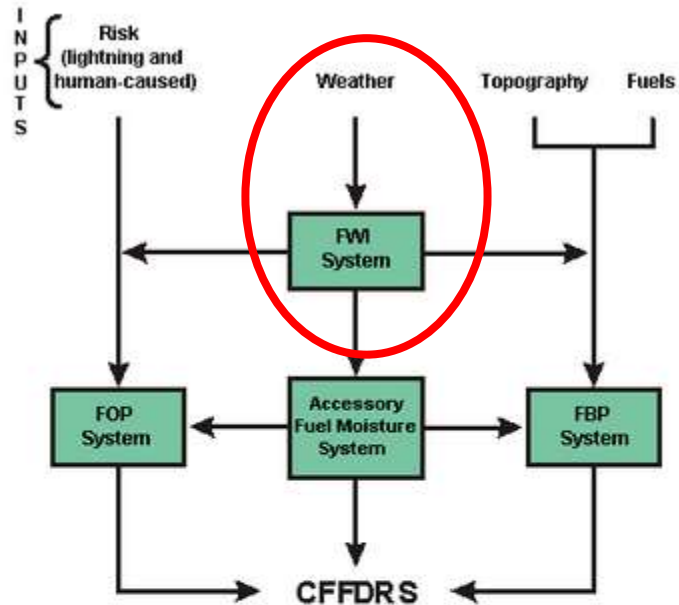 INPUTS
Risk
(lightning and
human-caused)
Weather
Topography
Fuels
FWI
System
FOP
System
Accessory
Fuel Moisture
System
FBP
System
CFFDRS